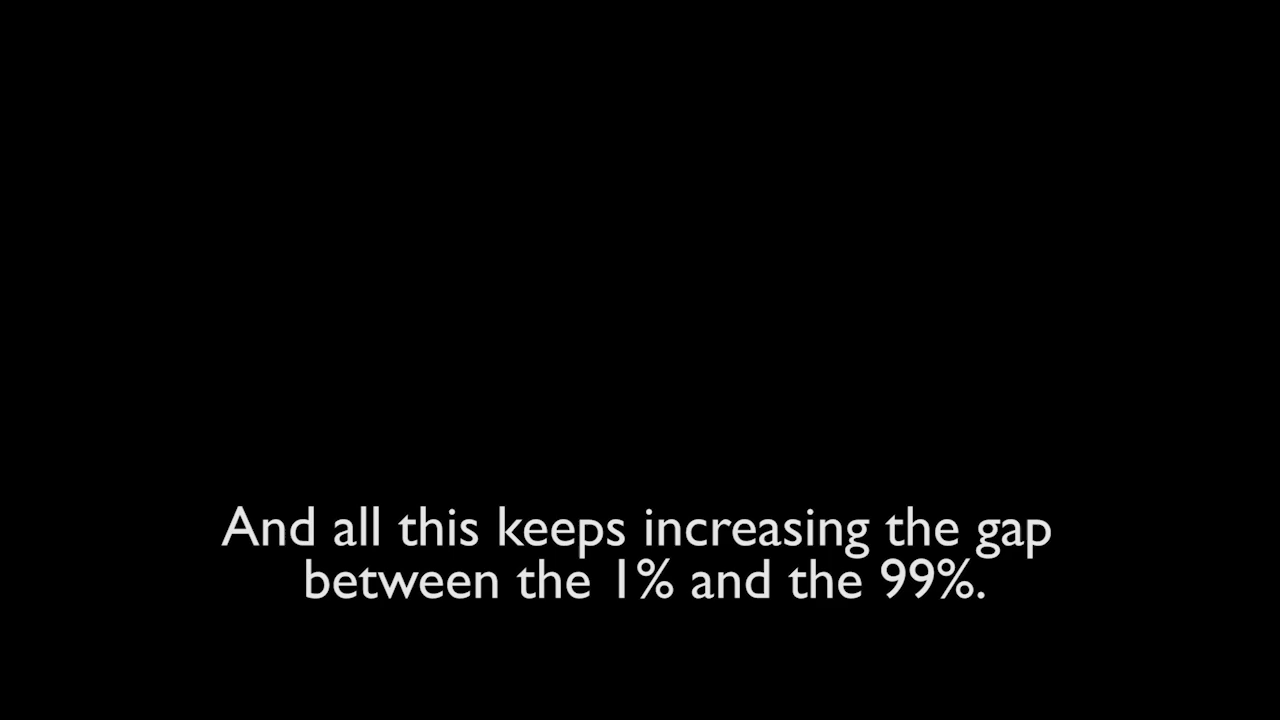 And all this keeps increasing the gap
between the 1% and the 99%.